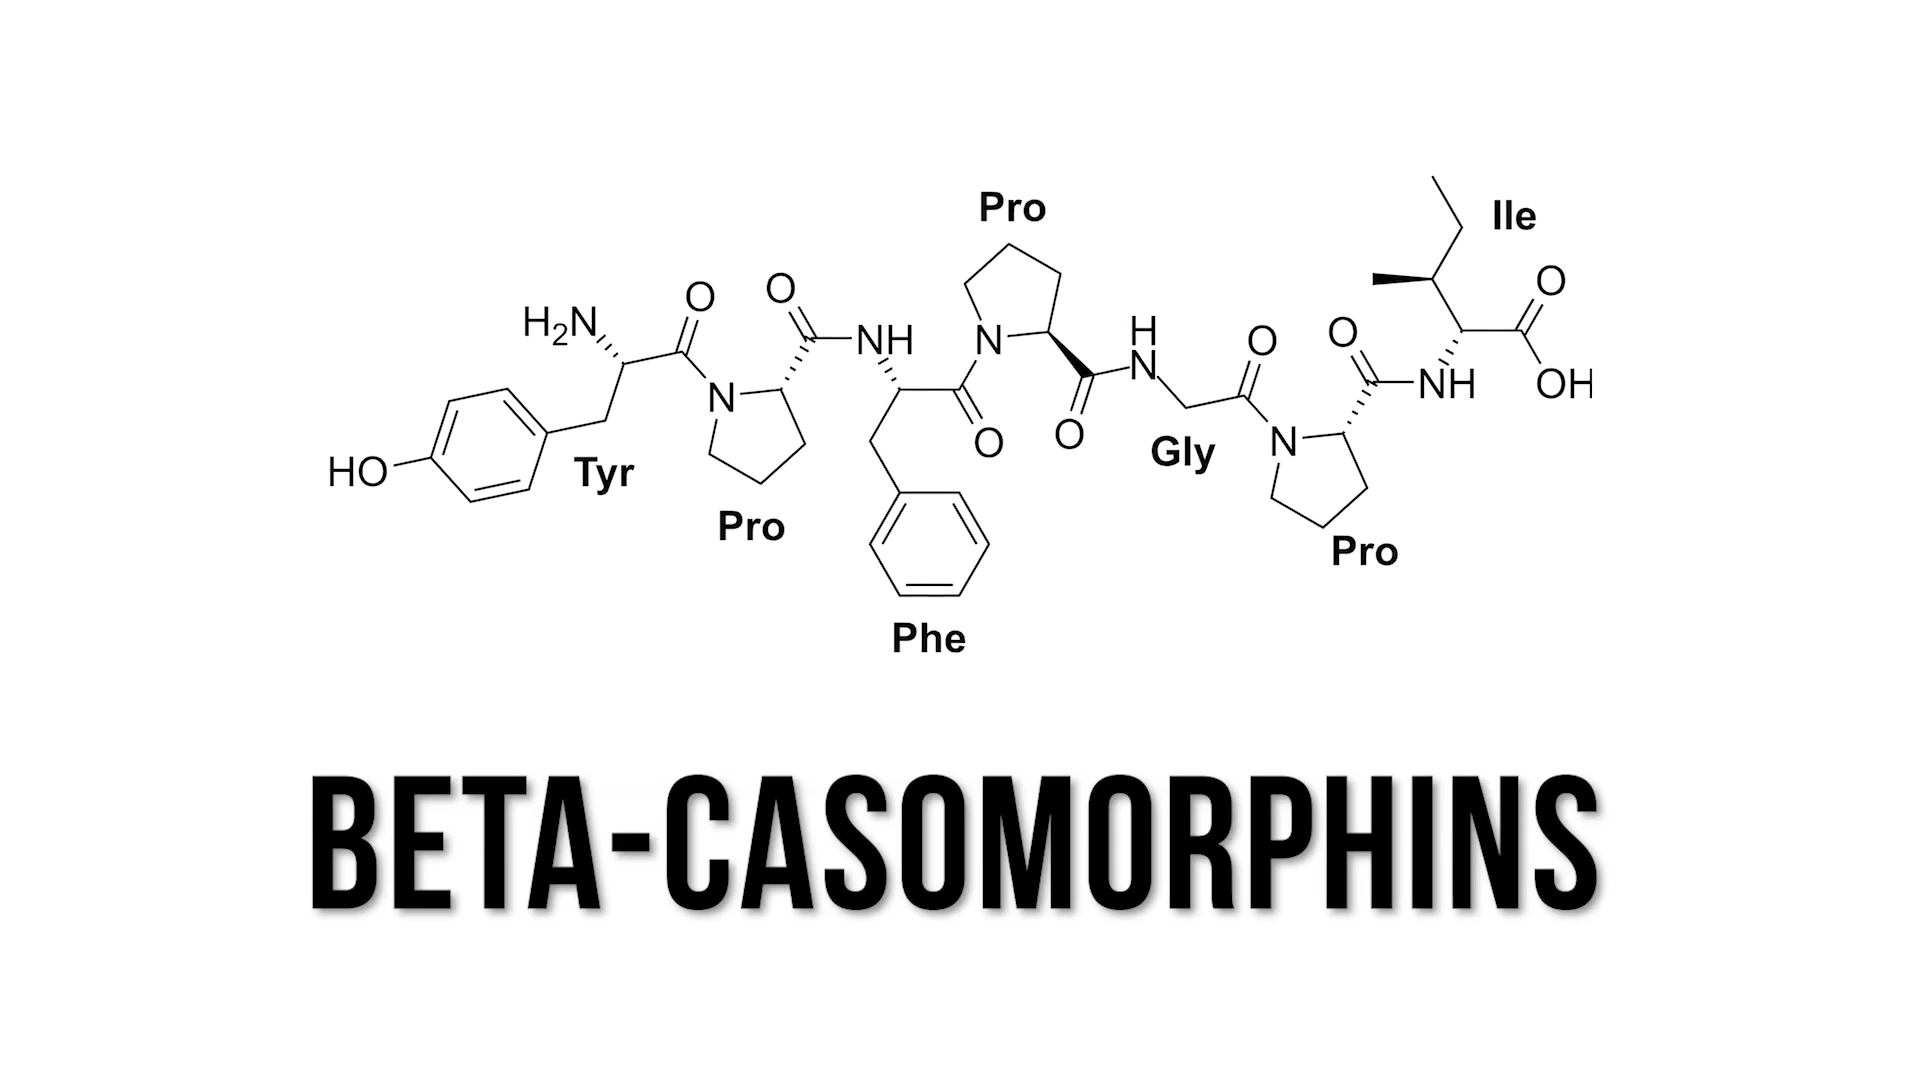 Pro
Ile
O
O
O
H₂N
NH
H
N
N
O
O
NH
OH
N
O
O
Gly
N
HO
Tyr
Pro
Pro
Phe
BETA-CASOMORPHINS